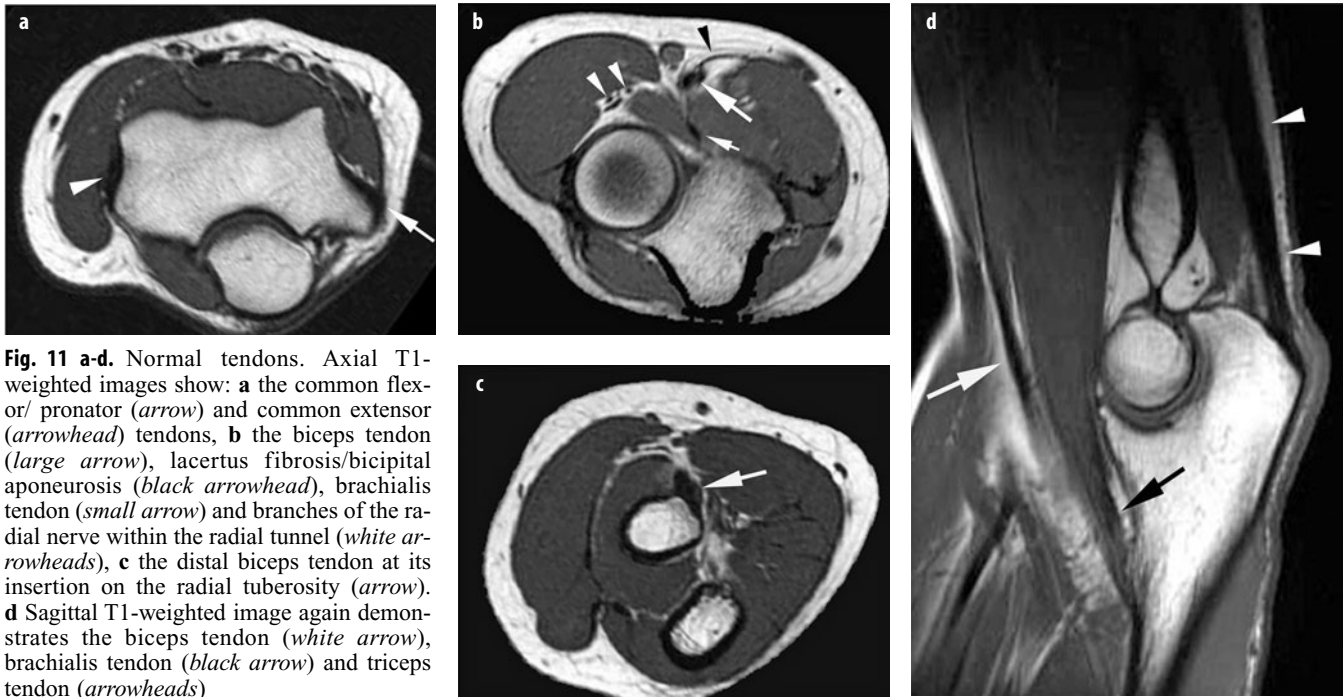 a
b
d
c
Fig. 11 a-d. Normal tendons. Axial T1-
weighted images show: a the common flex-
or/ pronator (arrow) and common extensor
(arrowhead) tendons, b the biceps tendon
(large arrow), lacertus fibrosis/bicipital
aponeurosis (black arrowhead), brachialis
tendon (small arrow) and branches of the ra-
dial nerve within the radial tunnel (white ar-
rowheads), c the distal biceps tendon at its
insertion on the radial tuberosity (arrow).
d Sagittal T1-weighted image again demon-
strates the biceps tendon (white arrow),
brachialis tendon (black arrow) and triceps
tendon (arrowheads)